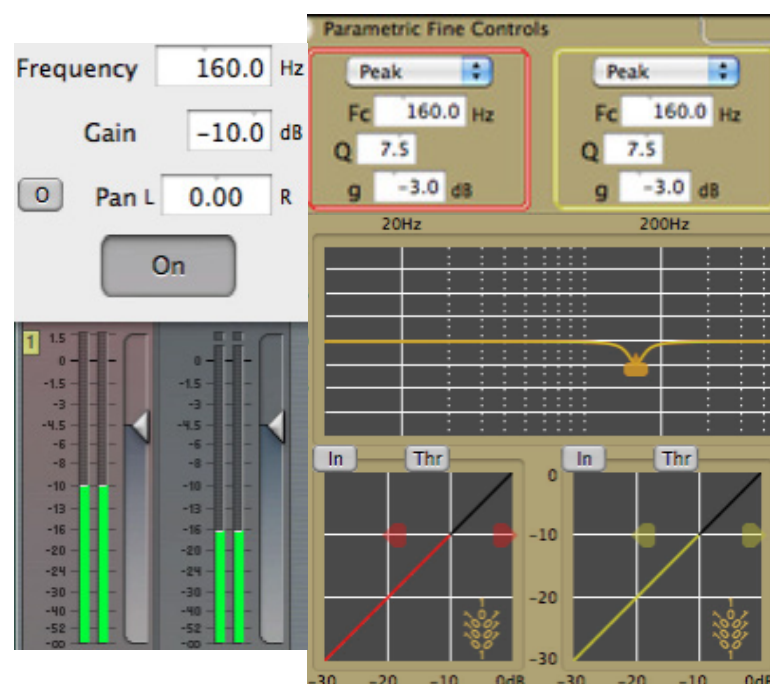 Frequency 160.0 Hz
Gain -10.0 dB
O Pan L 0.00 R
On
1
1.5 0
0 -1.5
-1.5 -3
-3 -4.5
-4.5 -6
-6 -8
-8 -10
-10 -13
-13 -16
-16 -20
-20 -24
-24 -30
-30 -40
-40 -52
-52 -∞
-∞
Parametric Fine Controls
Peak Peak
Fc 160.0 Hz Fc 160.0 Hz
Q 7.5 Q 7.5
g -3.0 dB g -3.0 dB
20Hz 200Hz
In Thr In Thr
0
-10
-20
-30
-30 -20 -10 0dB -30 -20 -10 0dB